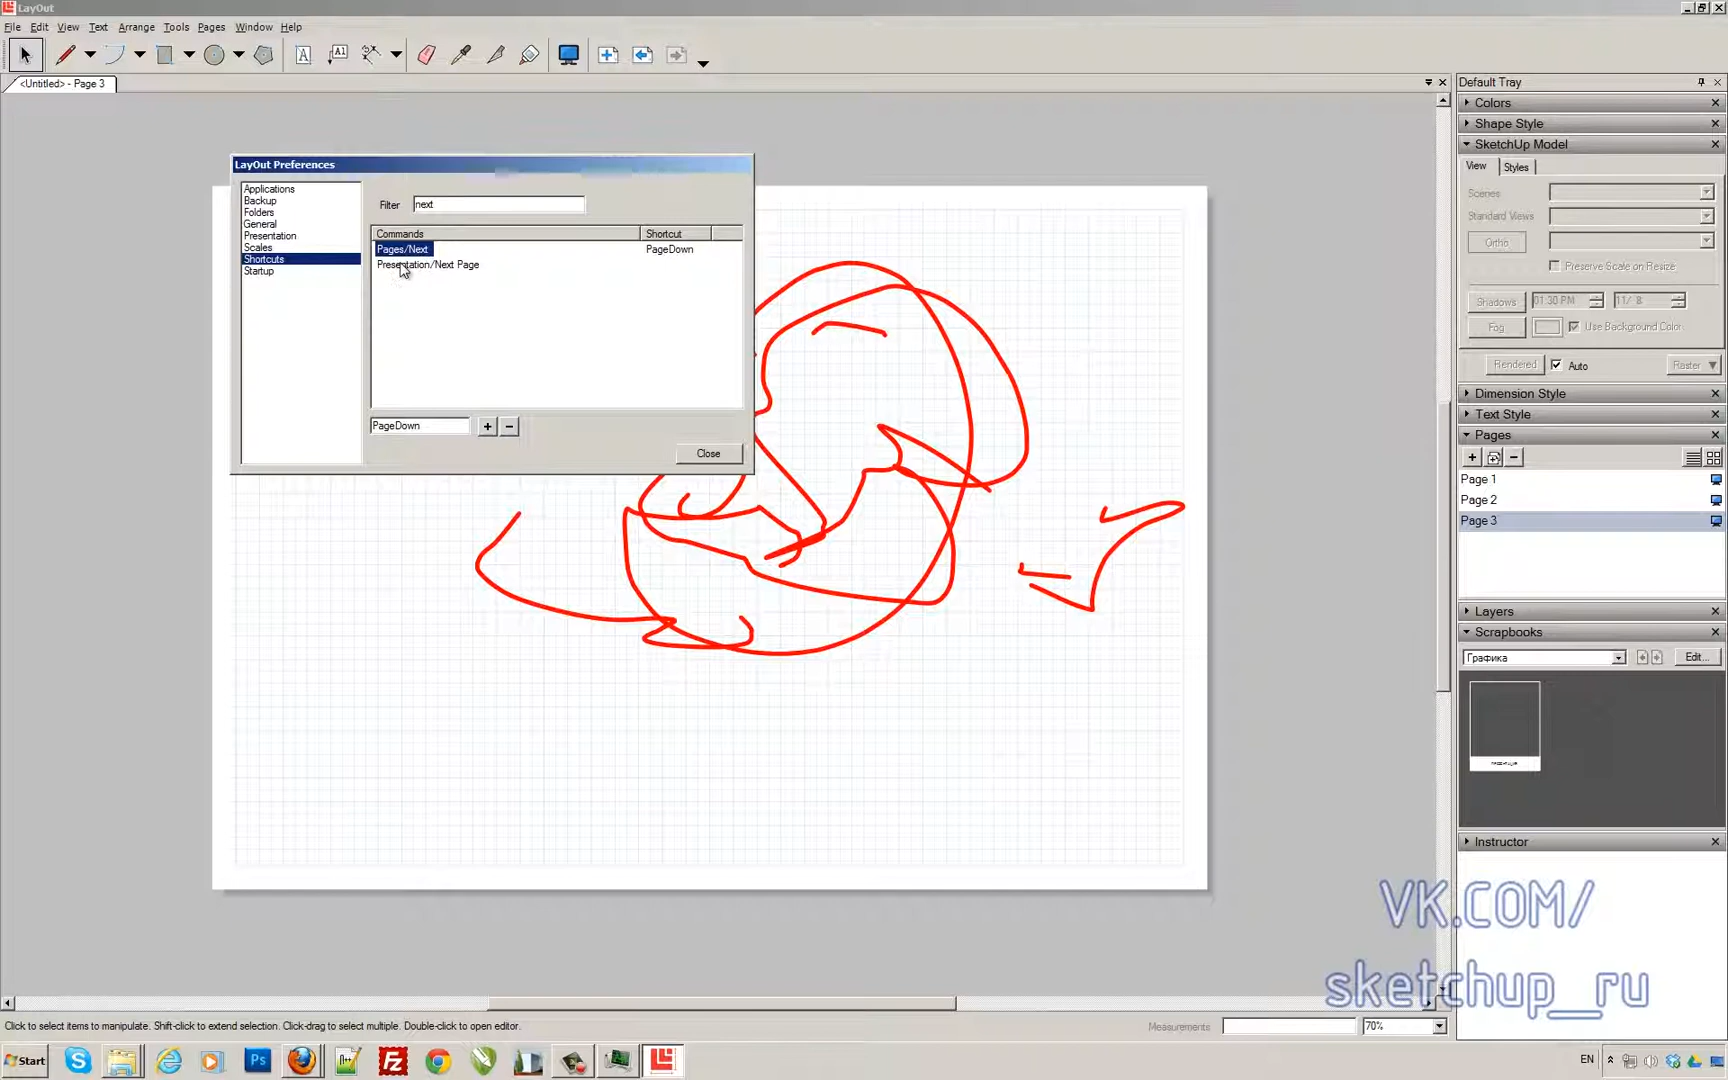 LayOut
File Edit View Text Arrange Tools Pages Window Help
<Untitled> - Page 3
LayOut Preferences
Applications
Backup
Folders
General
Presentation
Scales
Shortcuts
Startup
Filter next
Commands Shortcut
Pages/Next PageDown
Presentation/Next Page
PageDown
Close
Default Tray
Colors
Shape Style
SketchUp Model
View Styles
Scenes
Standard Views
Ortho
Preserve Scale on Resize
Shadows 01:30 PM 11/ 8
Fog Use Background Color
Rendered Auto Raster
Dimension Style
Text Style
Pages
Page 1
Page 2
Page 3
Layers
Scrapbooks
Графика Edit...
Instructor
VK.COM/
sketchup_ru
Click to select items to manipulate. Shift-click to extend selection. Click-drag to select multiple. Double-click to open editor.
Measurements 70%
Start EN